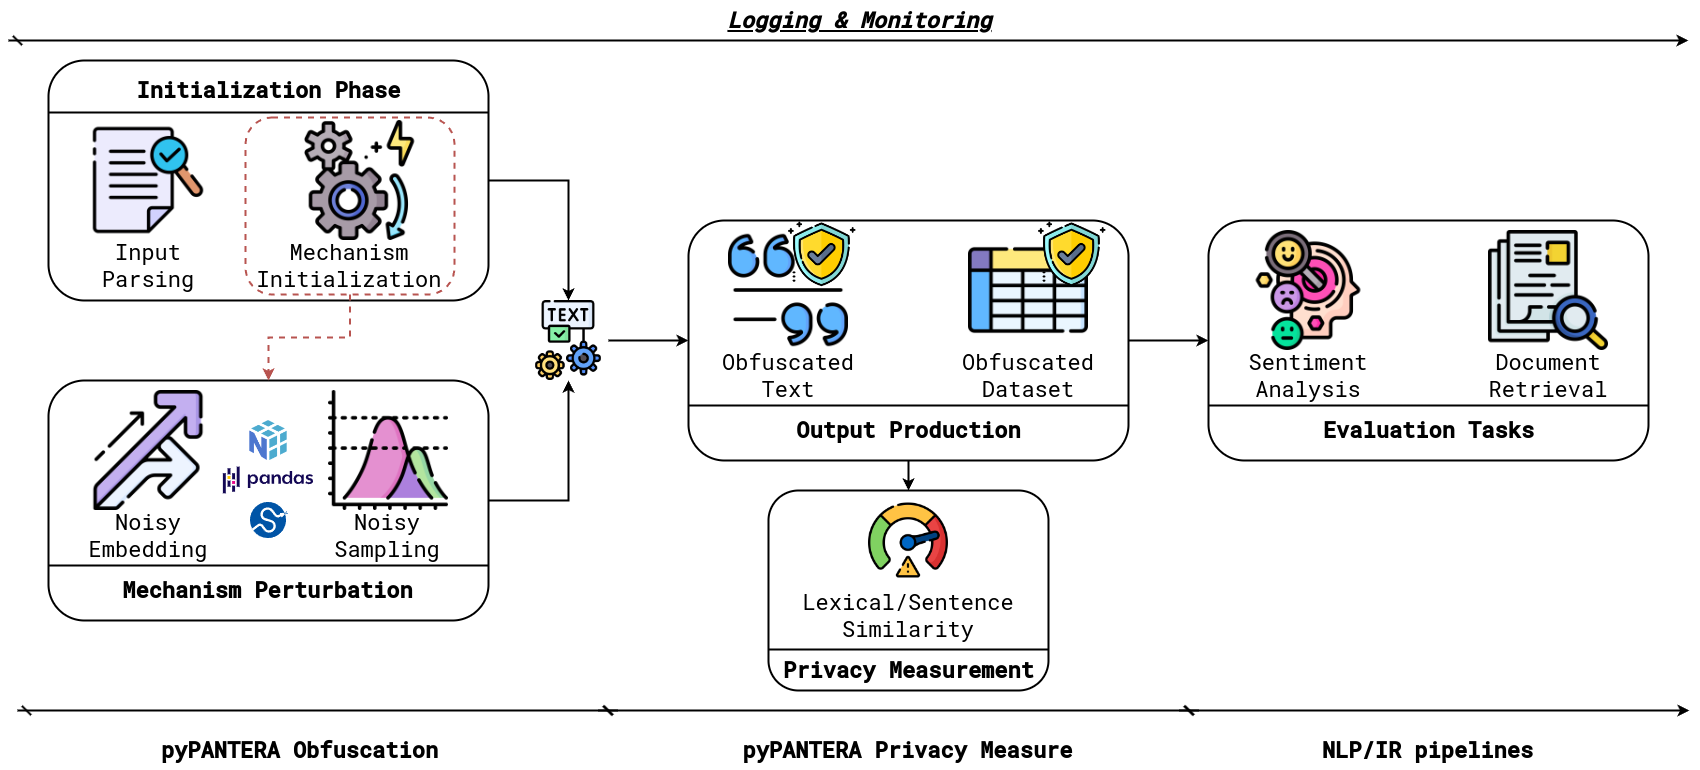 Logging & Monitoring
Initialization Phase
Input
Parsing
Mechanism
Initialization
TEXT
Noisy
Embedding
pandas
Noisy
Sampling
Mechanism Perturbation
Obfuscated
Text
Obfuscated
Dataset
Output Production
Lexical/Sentence
Similarity
Privacy Measurement
Sentiment
Analysis
Document
Retrieval
Evaluation Tasks
pyPANTERA Obfuscation
pyPANTERA Privacy Measure
NLP/IR pipelines